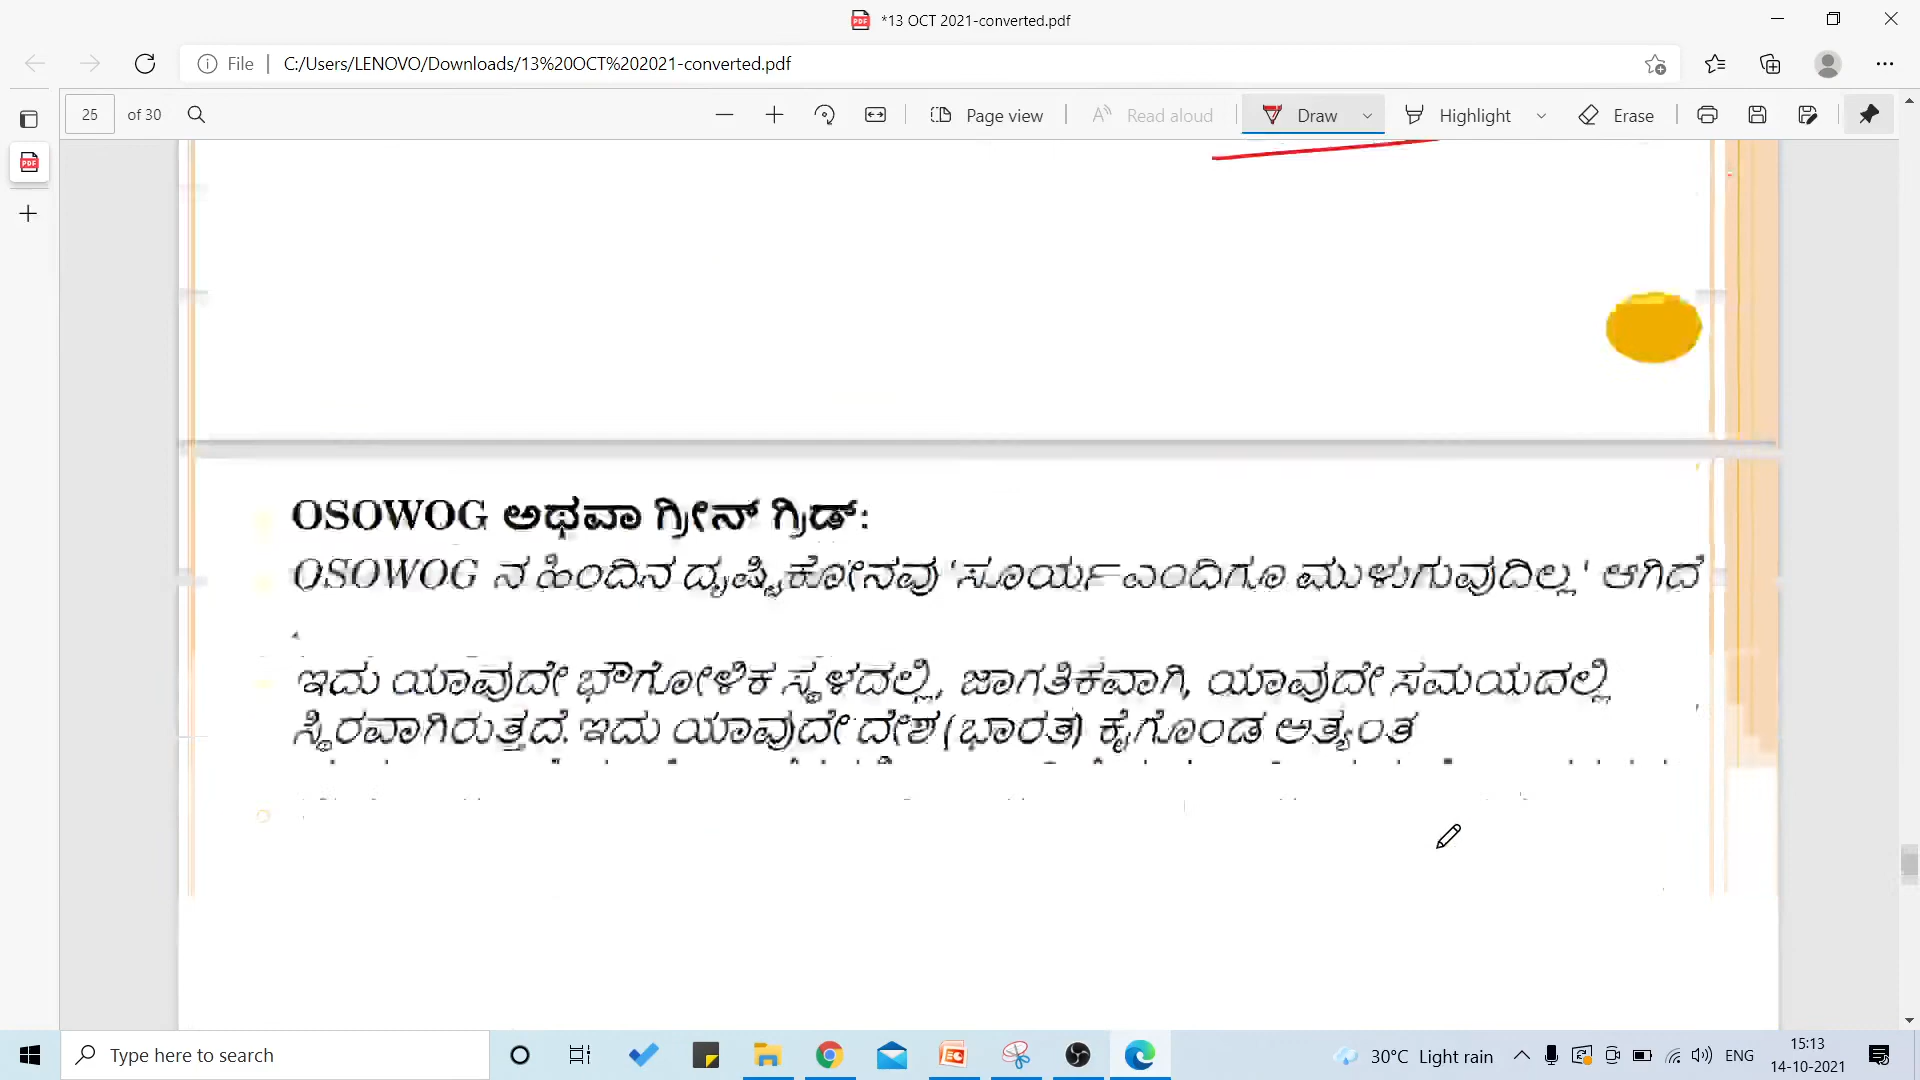 *13 OCT 2021-converted.pdf
File | C:/Users/LENOVO/Downloads/13%20OCT%202021-converted.pdf
25 of 30 Page view Read aloud Draw Highlight Erase
OSOWOG ಅಥವಾ ಗ್ರೀನ್ ಗ್ರಿಡ್:
OSOWOG ನ ಹಿಂದಿನ ದೃಷ್ಟಿಕೋನವು 'ಸೂರ್ಯ ಎಂದಿಗೂ ಮುಳುಗುವುದಿಲ್ಲ' ಆಗಿದೆ
.
ಇದು ಯಾವುದೇ ಭೌಗೋಳಿಕ ಸ್ಥಳದಲ್ಲಿ, ಜಾಗತಿಕವಾಗಿ, ಯಾವುದೇ ಸಮಯದಲ್ಲಿ
ಸ್ಥಿರವಾಗಿರುತ್ತದೆ. ಇದು ಯಾವುದೇ ದೇಶ (ಭಾರತ) ಕೈಗೊಂಡ ಅತ್ಯಂತ
Type here to search
30°C Light rain
ENG
15:13
14-10-2021